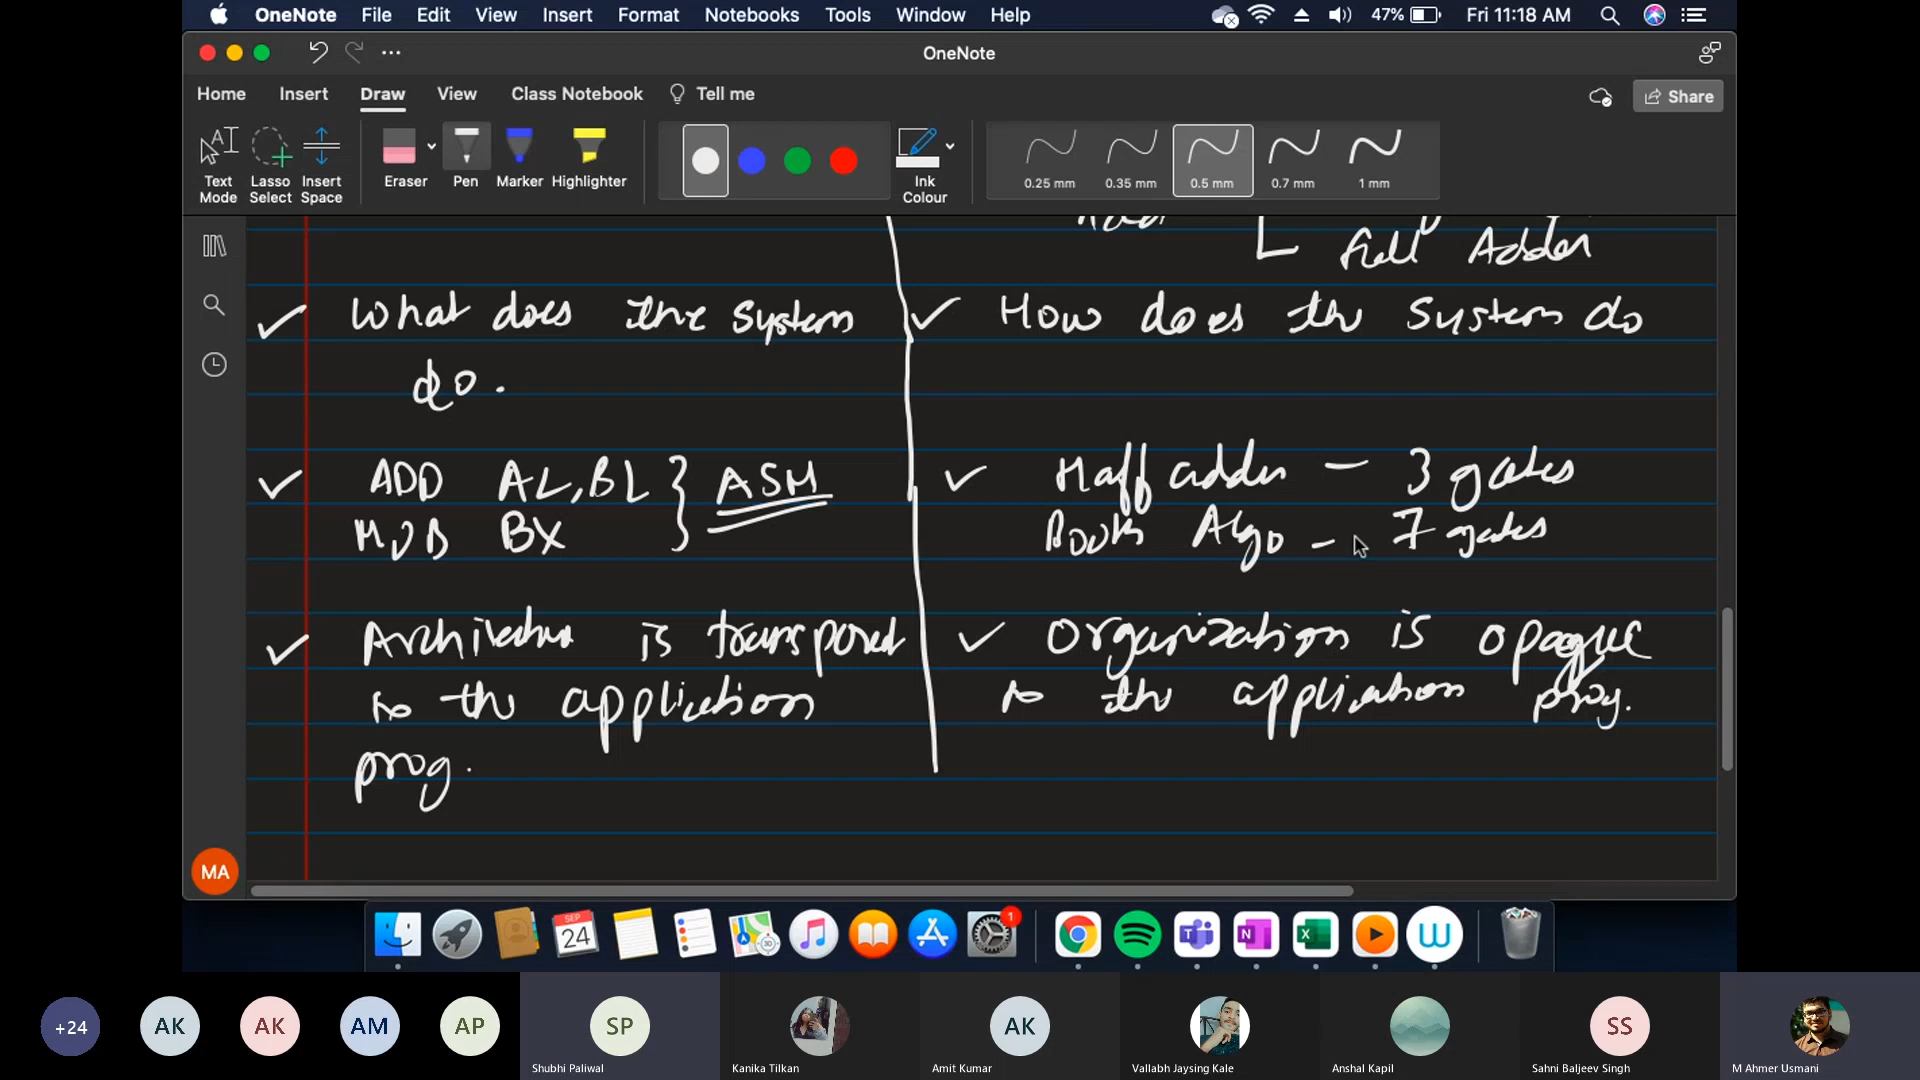 OneNote File Edit View Insert Format Notebooks Tools Window Help 47% Fri 11:18 AM
OneNote
Home Insert Draw View Class Notebook Tell me Share
Text Mode
Lasso Select
Insert Space
Eraser
Pen
Marker
Highlighter
Ink Colour
0.25 mm
0.35 mm
0.5 mm
0.7 mm
1 mm
Full Adder
✓ What does the system
do.
✓ How does the system do
✓ ADD AL, BL } ASM
BX
✓ Half adder - 3 gates
Booth Algo - 7 gates
✓ Architecture is transparent
to the application
prog.
✓ Organization is opaque
to the application prog.
MA
SEP
24
3D
1
+24
AK
AK
AM
AP
SP
AK
SS
Shubhi Paliwal
Kanika Tilkan
Amit Kumar
Vallabh Jaysing Kale
Anshal Kapil
Sahni Baljeev Singh
M Ahmer Usmani